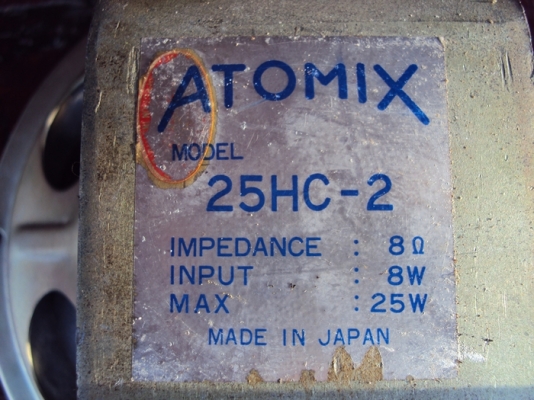 ATOMIX
MODEL
25HC-2
IMPEDANCE : 8Ω
INPUT : 8W
MAX : 25W
MADE IN JAPAN